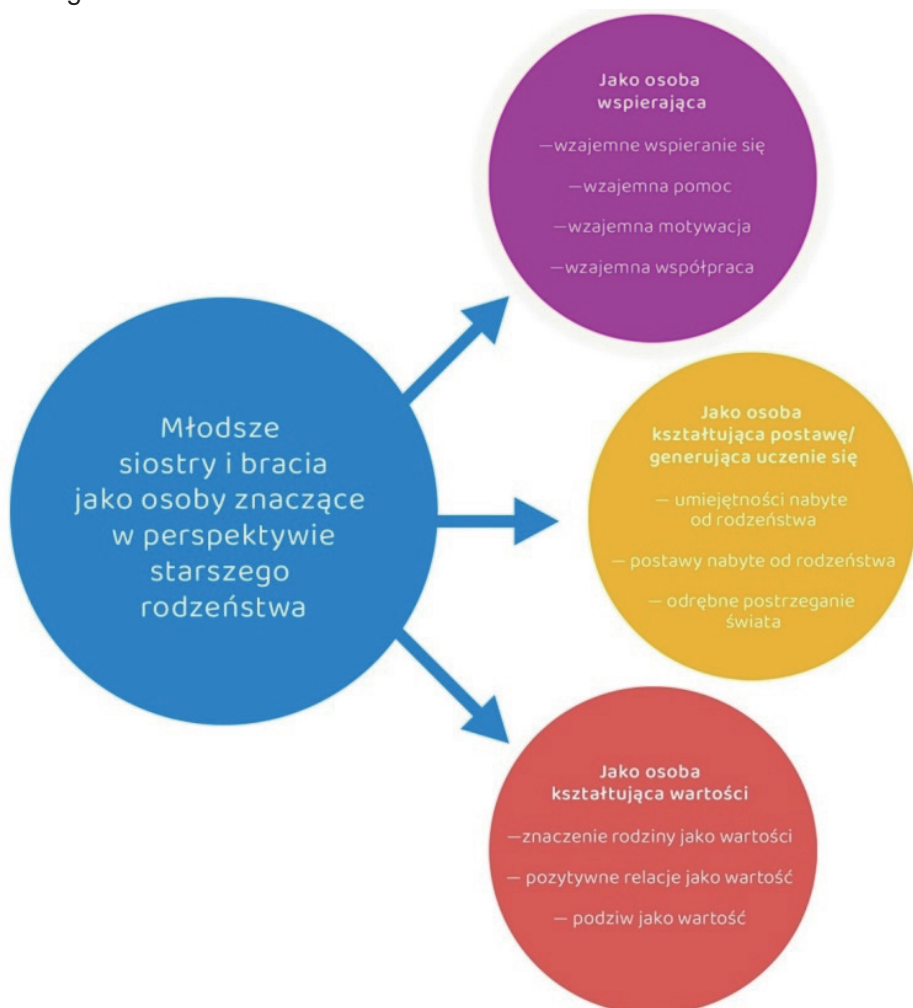 Młodsze
siostry i bracia
jako osoby znaczące
w perspektywie
starszego
rodzeństwa
Jako osoba
wspierająca
—wzajemne wspieranie się
—wzajemna pomoc
—wzajemna motywacja
—wzajemna współpraca
Jako osoba
kształtująca postawę/
generująca uczenie się
— umiejętności nabyte
od rodzeństwa
— postawy nabyte od rodzeństwa
— odrębne postrzeganie
świata
Jako osoba
kształtująca wartości
—znaczenie rodziny jako wartości
— pozytywne relacje jako wartość
— podziw jako wartość